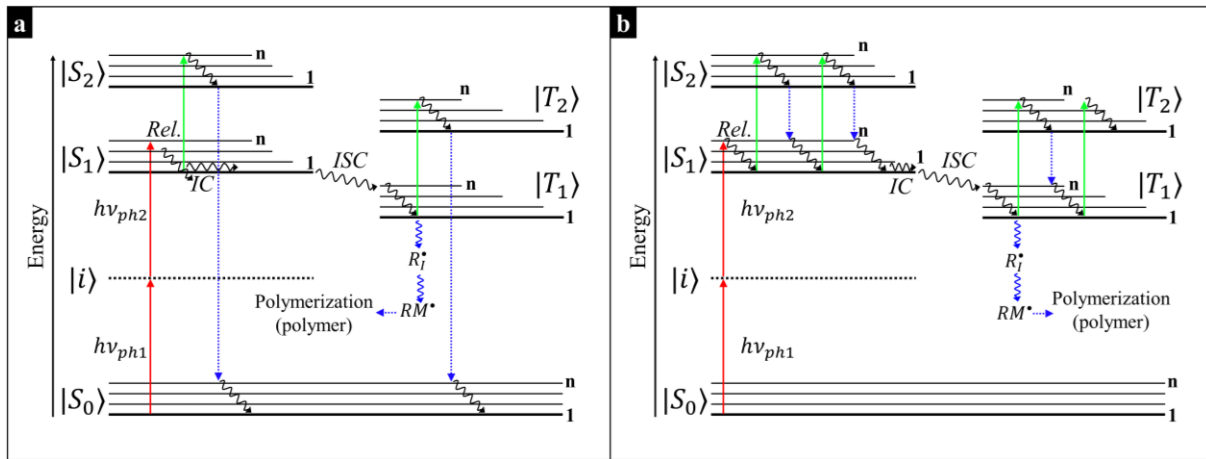 a
Energy
|S₂⟩
n
1
|T₂⟩
n
1
Rel.
|S₁⟩
n
1
IC
ISC
|T₁⟩
n
1
hν_ph2
|i⟩
R_I^•
RM^•
Polymerization
(polymer)
hν_ph1
|S₀⟩
n
1
b
Energy
|S₂⟩
n
1
|T₂⟩
n
1
Rel.
|S₁⟩
n
1
IC
ISC
|T₁⟩
n
1
hν_ph2
|i⟩
R_I^•
RM^•
Polymerization
(polymer)
hν_ph1
|S₀⟩
n
1